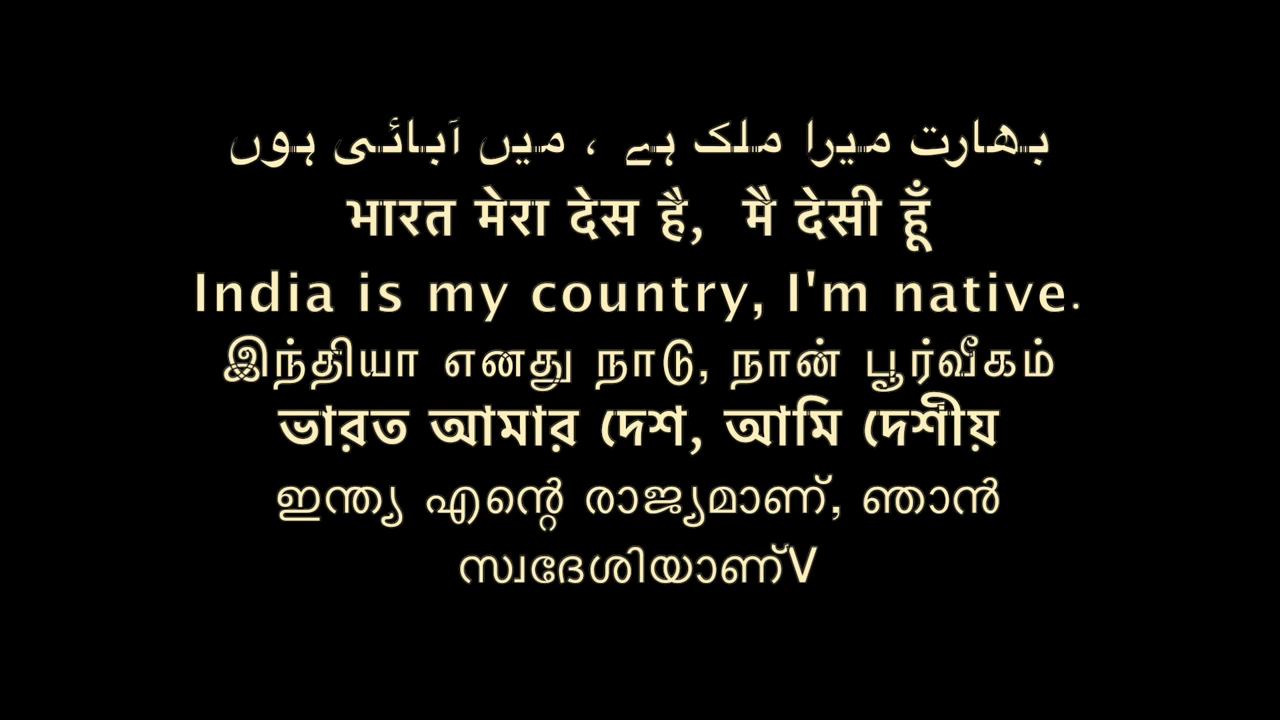 بھارت میرا ملک ہے ، میں آبائی ہوں
भारत मेरा देस है, मै देसी हूँ
India is my country, I'm native.
இந்தியா எனது நாடு, நான் பூர்வீகம்
ভারত আমার দেশ, আমি দেশীয়
ഇന്ത്യ എന്റെ രാജ്യമാണ്, ഞാൻ
സ്വദേശിയാണ്V